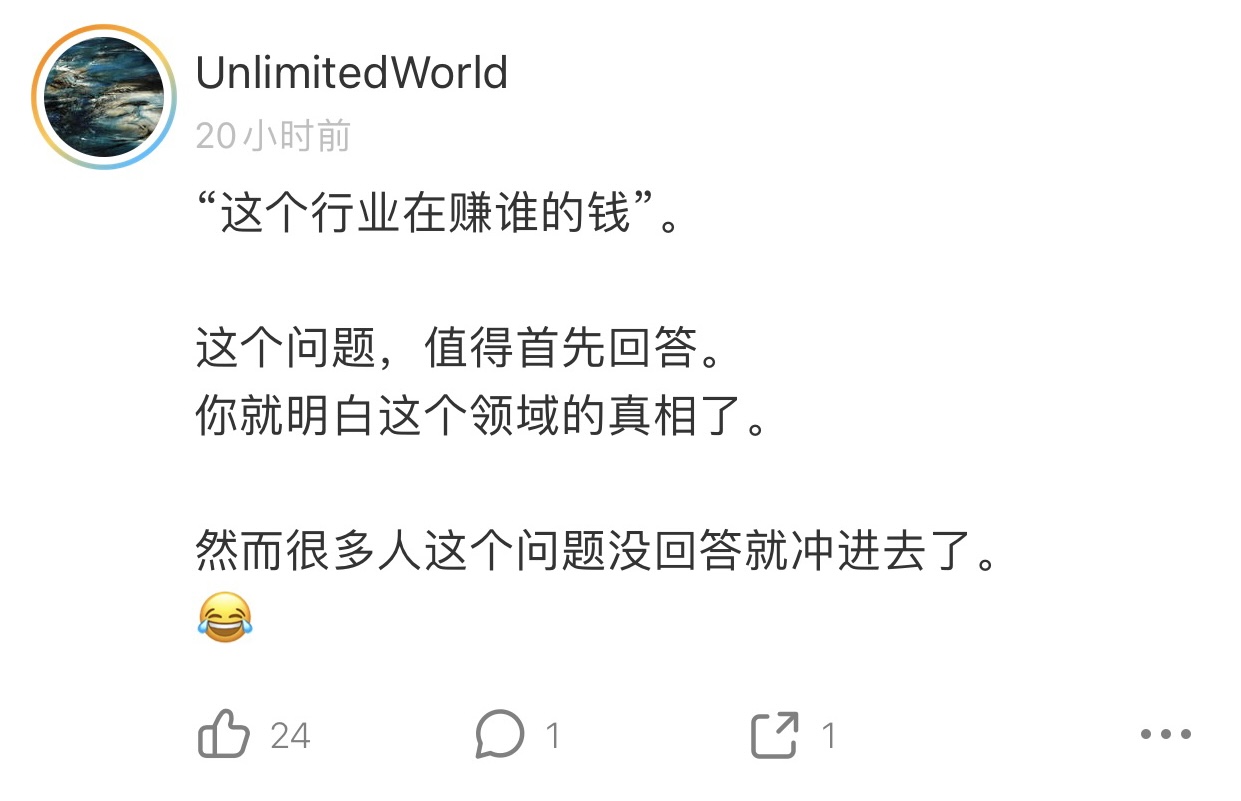 UnlimitedWorld
20小时前
“这个行业在赚谁的钱”。
这个问题，值得首先回答。
你就明白这个领域的真相了。
然而很多人这个问题没回答就冲进去了。
😂
24
1
1